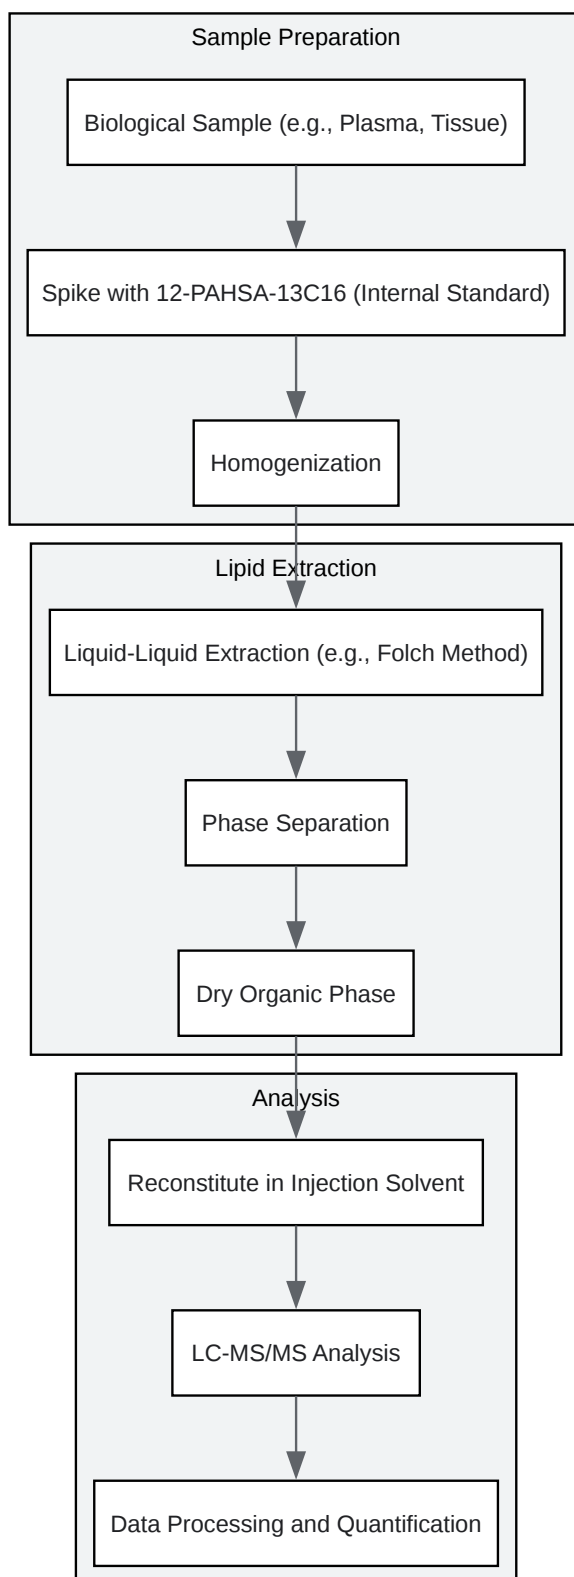 Sample Preparation
Biological Sample (e.g., Plasma, Tissue)
Spike with 12-PAHSA-13C16 (Internal Standard)
Homogenization
Lipid Extraction
Liquid-Liquid Extraction (e.g., Folch Method)
Phase Separation
Dry Organic Phase
Analysis
Reconstitute in Injection Solvent
LC-MS/MS Analysis
Data Processing and Quantification